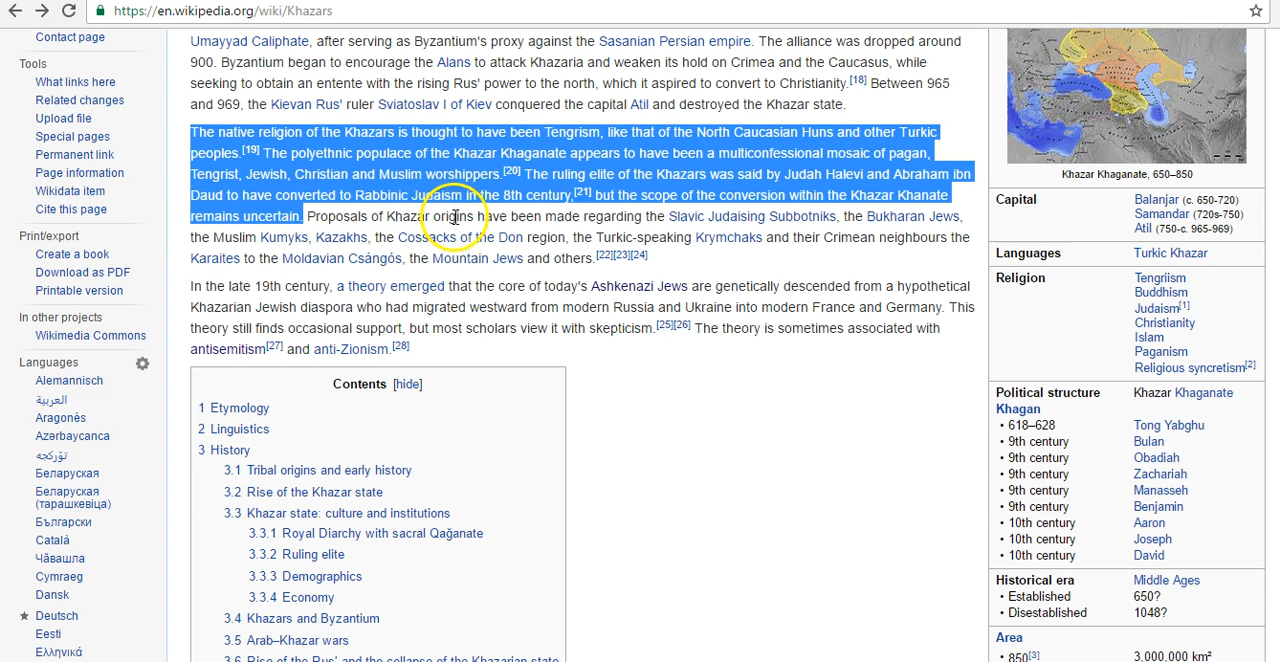 https://en.wikipedia.org/wiki/Khazars
Contact page
Tools
What links here
Related changes
Upload file
Special pages
Permanent link
Page information
Wikidata item
Cite this page
Print/export
Create a book
Download as PDF
Printable version
In other projects
Wikimedia Commons
Languages
Alemannisch
العربية
Aragonés
Azərbaycanca
تۆرکجه
Беларуская
Беларуская
(тарашкевіца)
Български
Català
Чӑвашла
Cymraeg
Dansk
Deutsch
Eesti
Ελληνικά
Umayyad Caliphate, after serving as Byzantium's proxy against the Sasanian Persian empire. The alliance was dropped around
900. Byzantium began to encourage the Alans to attack Khazaria and weaken its hold on Crimea and the Caucasus, while
seeking to obtain an entente with the rising Rus' power to the north, which it aspired to convert to Christianity.[18] Between 965
and 969, the Kievan Rus' ruler Sviatoslav I of Kiev conquered the capital Atil and destroyed the Khazar state.
The native religion of the Khazars is thought to have been Tengrism, like that of the North Caucasian Huns and other Turkic
peoples.[19] The polyethnic populace of the Khazar Khaganate appears to have been a multiconfessional mosaic of pagan,
Tengrist, Jewish, Christian and Muslim worshippers.[20] The ruling elite of the Khazars was said by Judah Halevi and Abraham ibn
Daud to have converted to Rabbinic Judaism in the 8th century,[21] but the scope of the conversion within the Khazar Khanate
remains uncertain. Proposals of Khazar origins have been made regarding the Slavic Judaising Subbotniks, the Bukharan Jews,
the Muslim Kumyks, Kazakhs, the Cossacks of the Don region, the Turkic-speaking Krymchaks and their Crimean neighbours the
Karaites to the Moldavian Csángós, the Mountain Jews and others.[22][23][24]
In the late 19th century, a theory emerged that the core of today's Ashkenazi Jews are genetically descended from a hypothetical
Khazarian Jewish diaspora who had migrated westward from modern Russia and Ukraine into modern France and Germany. This
theory still finds occasional support, but most scholars view it with skepticism.[25][26] The theory is sometimes associated with
antisemitism[27] and anti-Zionism.[28]
Contents [hide]
1 Etymology
2 Linguistics
3 History
3.1 Tribal origins and early history
3.2 Rise of the Khazar state
3.3 Khazar state: culture and institutions
3.3.1 Royal Diarchy with sacral Qağanate
3.3.2 Ruling elite
3.3.3 Demographics
3.3.4 Economy
3.4 Khazars and Byzantium
3.5 Arab–Khazar wars
3.6 Rise of the Rus' and the collapse of the Khazarian state
Khazar Khaganate, 650–850
Capital Balanjar (c. 650-720)
Samandar (720s-750)
Atil (750-c. 965-969)
Languages Turkic Khazar
Religion Tengriism
Buddhism
Judaism[1]
Christianity
Islam
Paganism
Religious syncretism[2]
Political structure Khazar Khaganate
Khagan
• 618–628 Tong Yabghu
• 9th century Bulan
• 9th century Obadiah
• 9th century Zachariah
• 9th century Manasseh
• 9th century Benjamin
• 10th century Aaron
• 10th century Joseph
• 10th century David
Historical era Middle Ages
• Established 650?
• Disestablished 1048?
Area
• 850[3] 3,000,000 km²